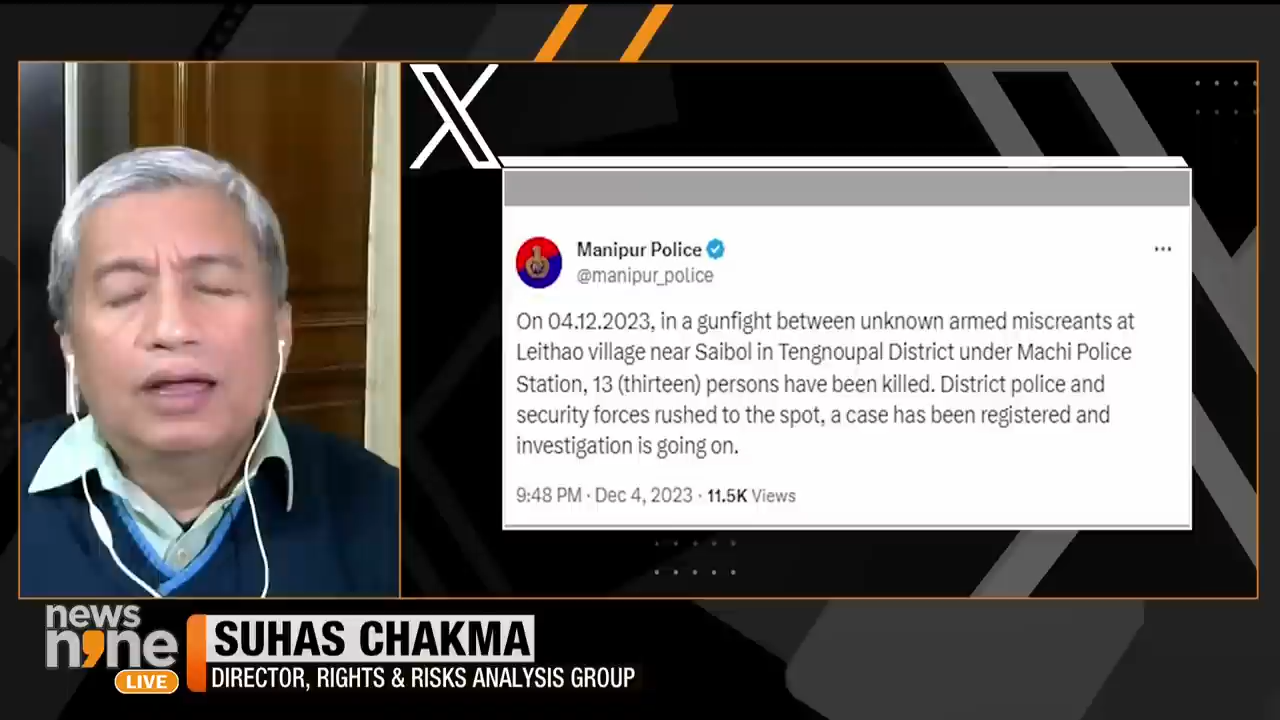 X
Manipur Police
@manipur_police
On 04.12.2023, in a gunfight between unknown armed miscreants at
Leithao village near Saibol in Tengnoupal District under Machi Police
Station, 13 (thirteen) persons have been killed. District police and
security forces rushed to the spot, a case has been registered and
investigation is going on.
9:48 PM · Dec 4, 2023 · 11.5K Views
news
n9ne
LIVE
SUHAS CHAKMA
DIRECTOR, RIGHTS & RISKS ANALYSIS GROUP